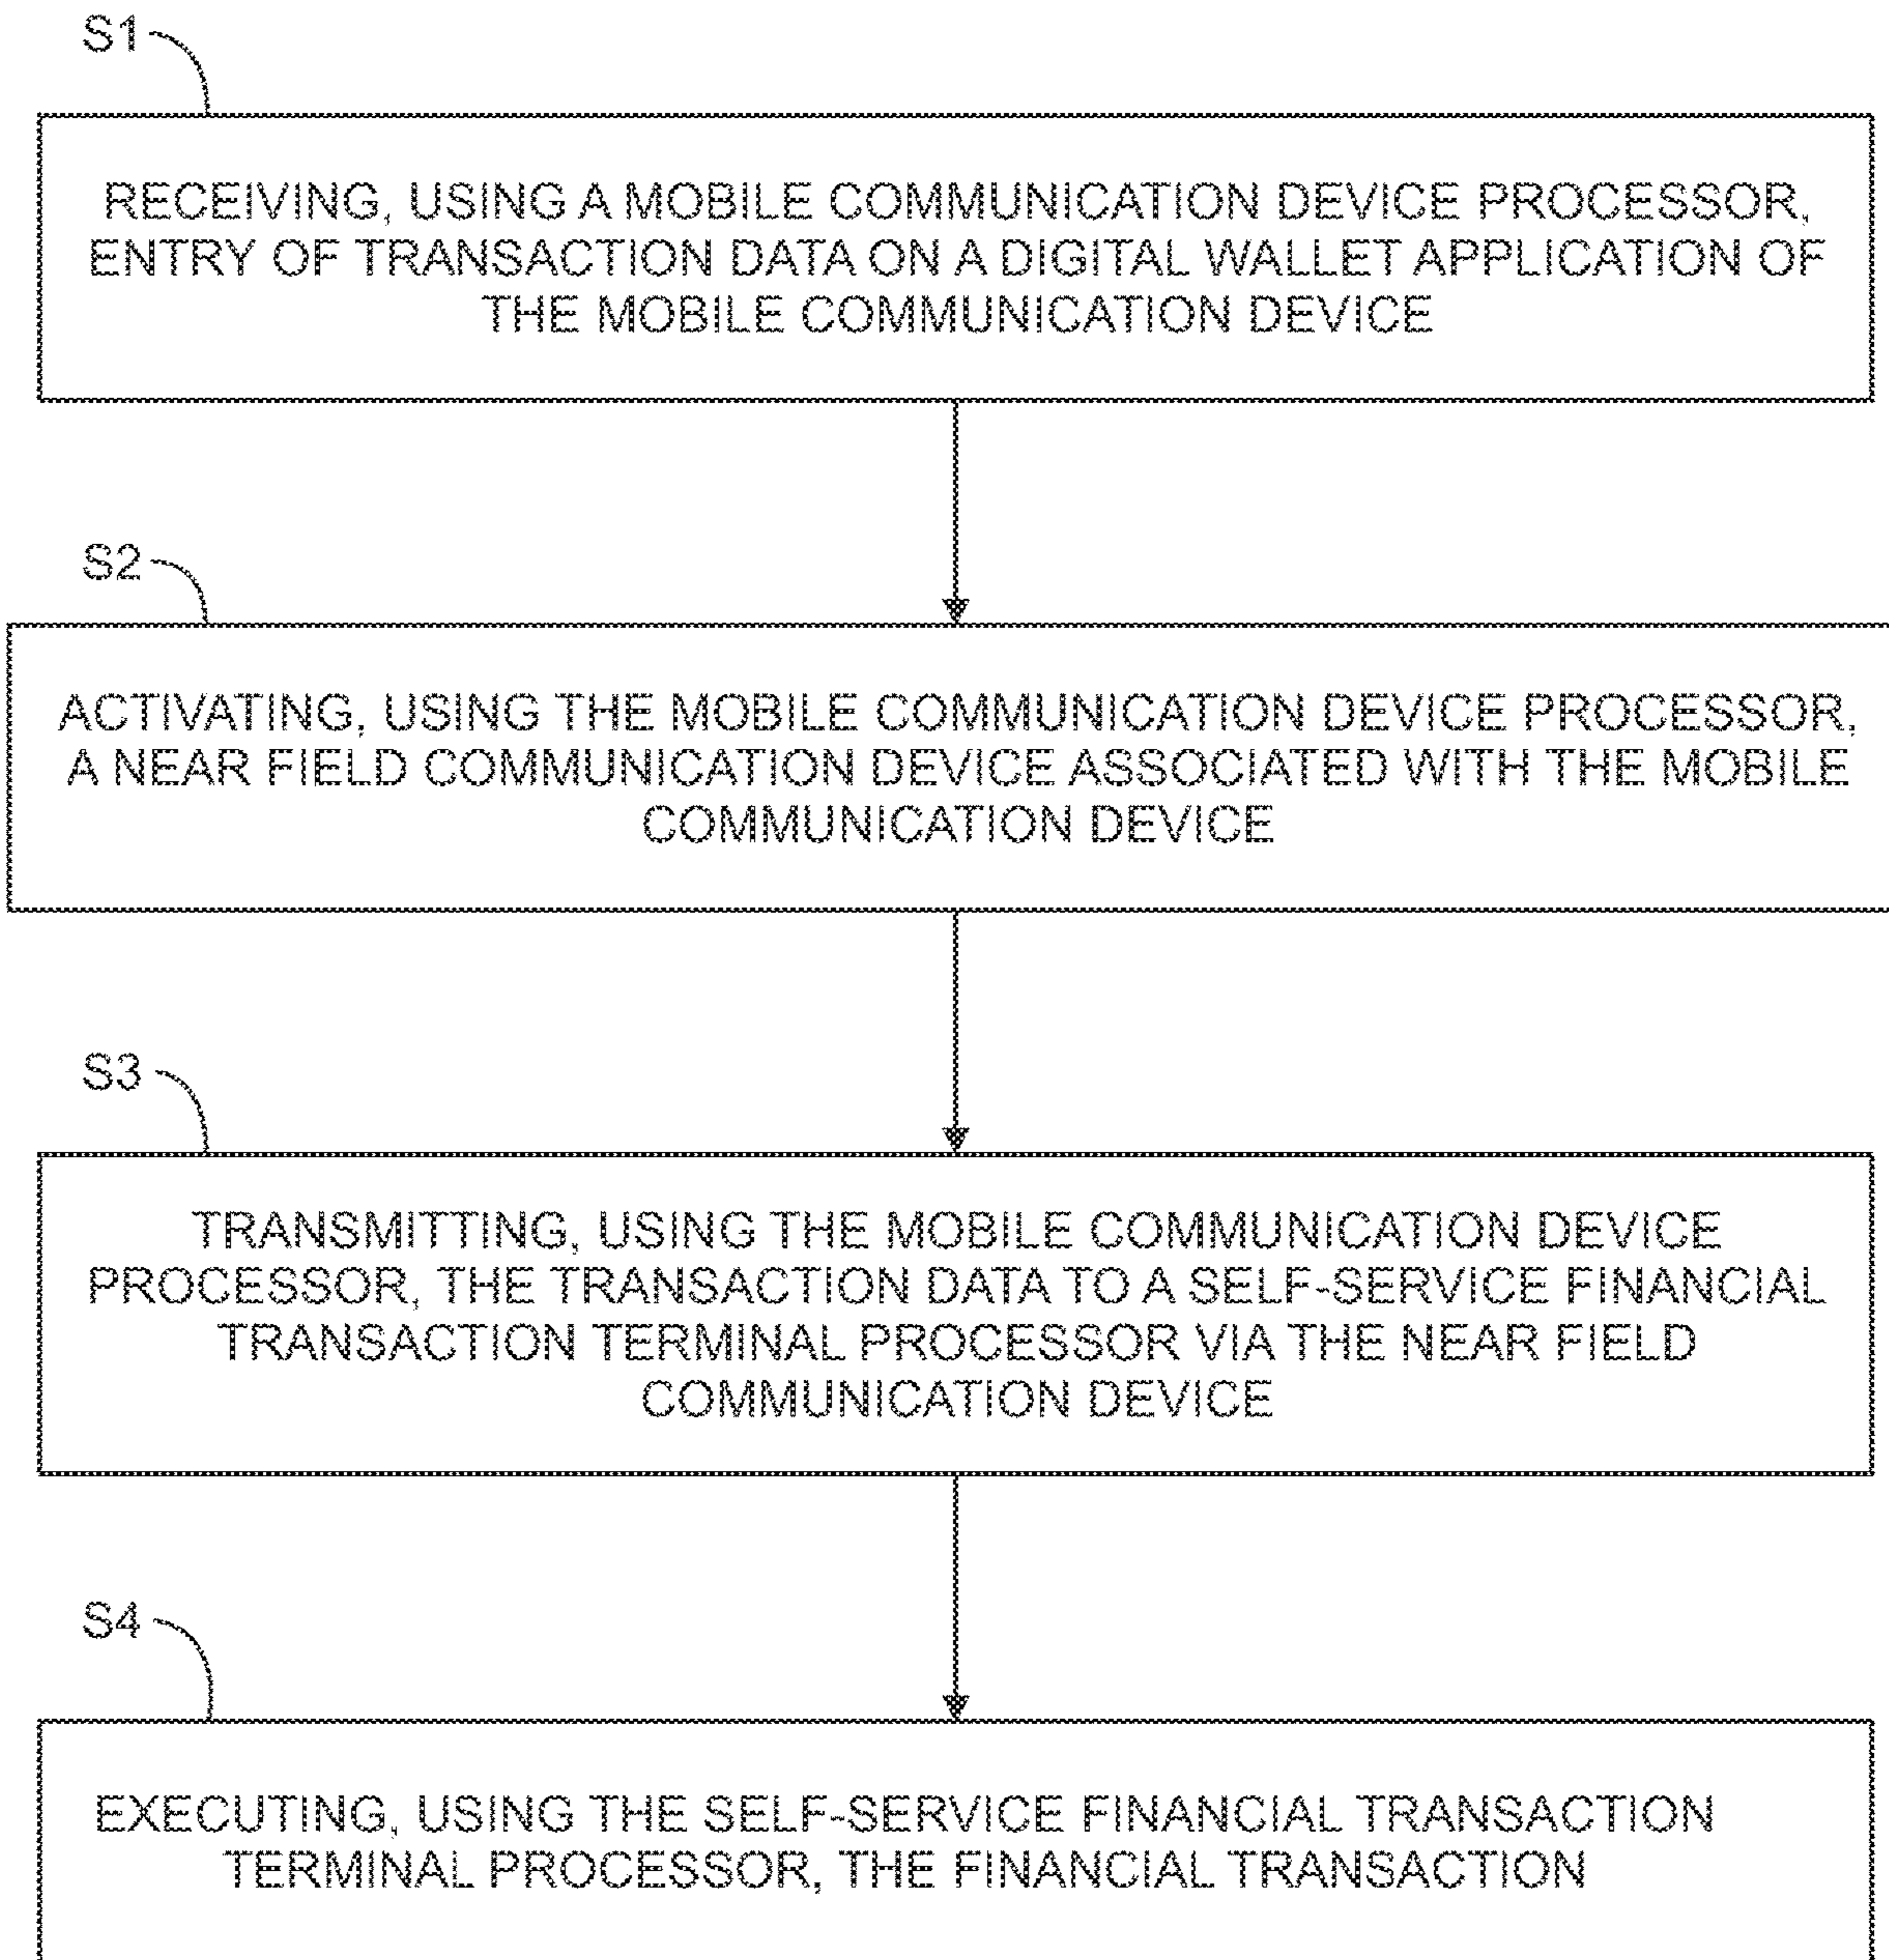 S1
RECEIVING, USING A MOBILE COMMUNICATION DEVICE PROCESSOR,
ENTRY OF TRANSACTION DATA ON A DIGITAL WALLET APPLICATION OF
THE MOBILE COMMUNICATION DEVICE
S2
ACTIVATING, USING THE MOBILE COMMUNICATION DEVICE PROCESSOR,
A NEAR FIELD COMMUNICATION DEVICE ASSOCIATED WITH THE MOBILE
COMMUNICATION DEVICE
S3
TRANSMITTING, USING THE MOBILE COMMUNICATION DEVICE
PROCESSOR, THE TRANSACTION DATA TO A SELF-SERVICE FINANCIAL
TRANSACTION TERMINAL PROCESSOR VIA THE NEAR FIELD
COMMUNICATION DEVICE
S4
EXECUTING, USING THE SELF-SERVICE FINANCIAL TRANSACTION
TERMINAL PROCESSOR, THE FINANCIAL TRANSACTION